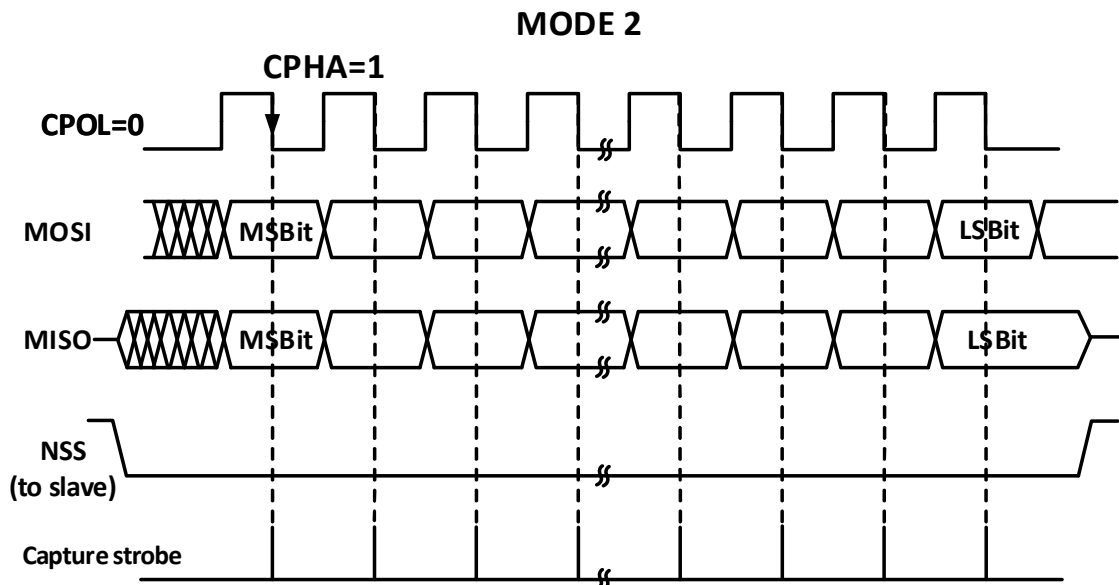 MODE 2
CPHA=1
CPOL=0
MOSI
MSBit
LSBit
MISO
MSBit
LSBit
NSS
(to slave)
Capture strobe